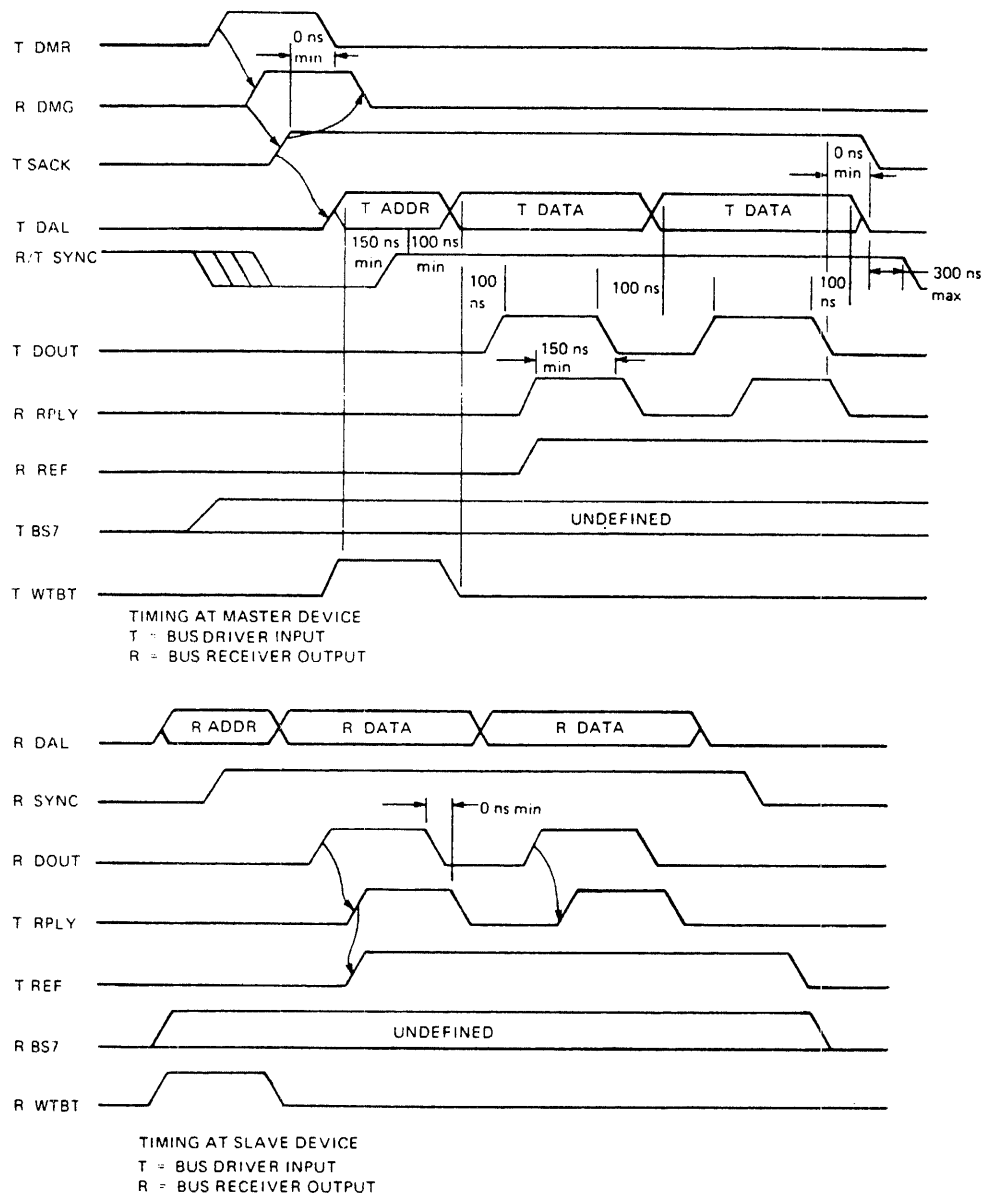 T DMR
0 ns
min
R DMG
T SACK
0 ns
min
T DAL
T ADDR
T DATA
T DATA
R/T SYNC
150 ns
min
100 ns
min
100
ns
100 ns
100
ns
300 ns
max
T DOUT
150 ns
min
R RPLY
R REF
T BS7
UNDEFINED
T WTBT
TIMING AT MASTER DEVICE
T = BUS DRIVER INPUT
R = BUS RECEIVER OUTPUT
R DAL
R ADDR
R DATA
R DATA
R SYNC
0 ns min
R DOUT
T RPLY
T REF
R BS7
UNDEFINED
R WTBT
TIMING AT SLAVE DEVICE
T = BUS DRIVER INPUT
R = BUS RECEIVER OUTPUT